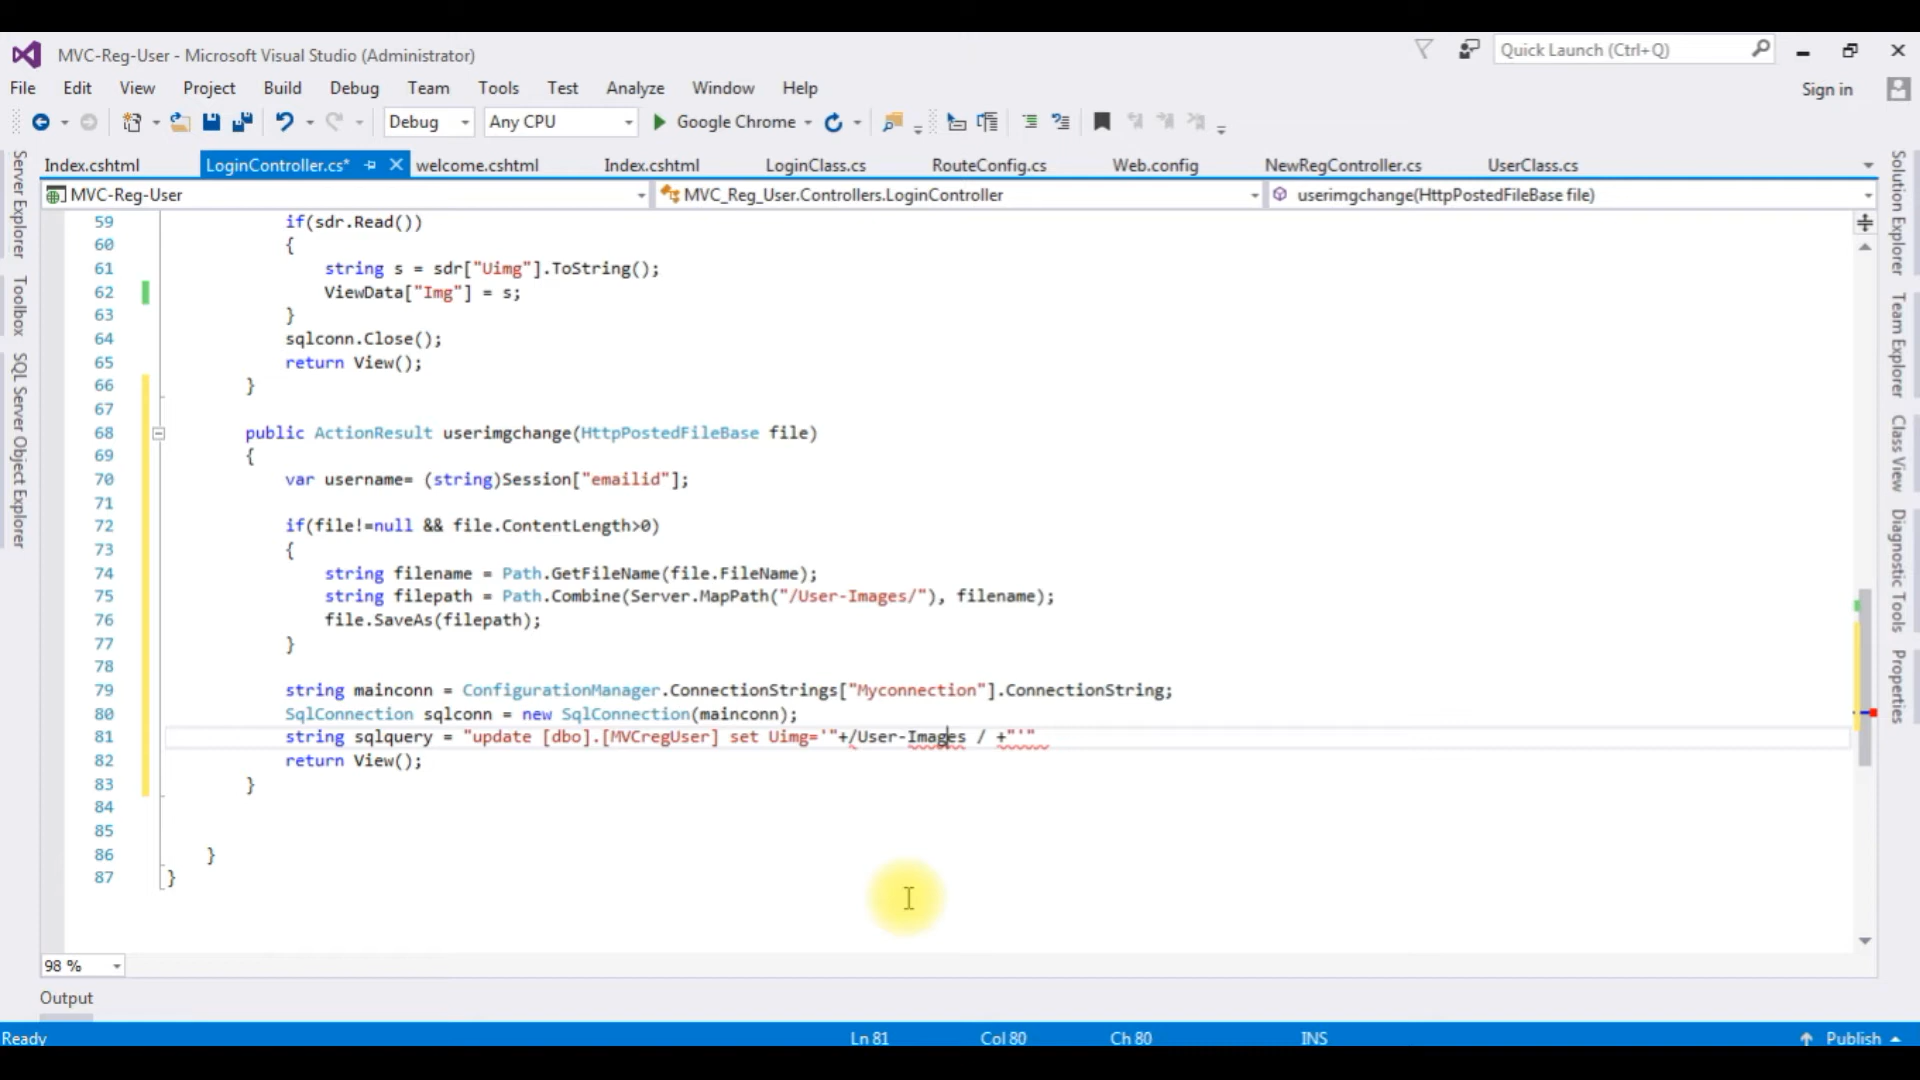 MVC-Reg-User - Microsoft Visual Studio (Administrator)
Quick Launch (Ctrl+Q)
File Edit View Project Build Debug Team Tools Test Analyze Window Help
Sign in
Debug Any CPU Google Chrome
Index.cshtml LoginController.cs* welcome.cshtml Index.cshtml LoginClass.cs RouteConfig.cs Web.config NewRegController.cs UserClass.cs
MVC-Reg-User MVC_Reg_User.Controllers.LoginController userimgchange(HttpPostedFileBase file)
Server Explorer
Toolbox
SQL Server Object Explorer
59 if(sdr.Read())
60 {
61 string s = sdr["Uimg"].ToString();
62 ViewData["Img"] = s;
63 }
64 sqlconn.Close();
65 return View();
66 }
67
68 public ActionResult userimgchange(HttpPostedFileBase file)
69 {
70 var username= (string)Session["emailid"];
71
72 if(file!=null && file.ContentLength>0)
73 {
74 string filename = Path.GetFileName(file.FileName);
75 string filepath = Path.Combine(Server.MapPath("/User-Images/"), filename);
76 file.SaveAs(filepath);
77 }
78
79 string mainconn = ConfigurationManager.ConnectionStrings["Myconnection"].ConnectionString;
80 SqlConnection sqlconn = new SqlConnection(mainconn);
81 string sqlquery = "update [dbo].[MVCregUser] set Uimg='"+/User-Images / +"'"
82 return View();
83 }
84
85
86 }
87 }
Solution Explorer
Team Explorer
Class View
Diagnostic Tools
Properties
98 %
Output
Ready Ln 81 Col 80 Ch 80 INS Publish